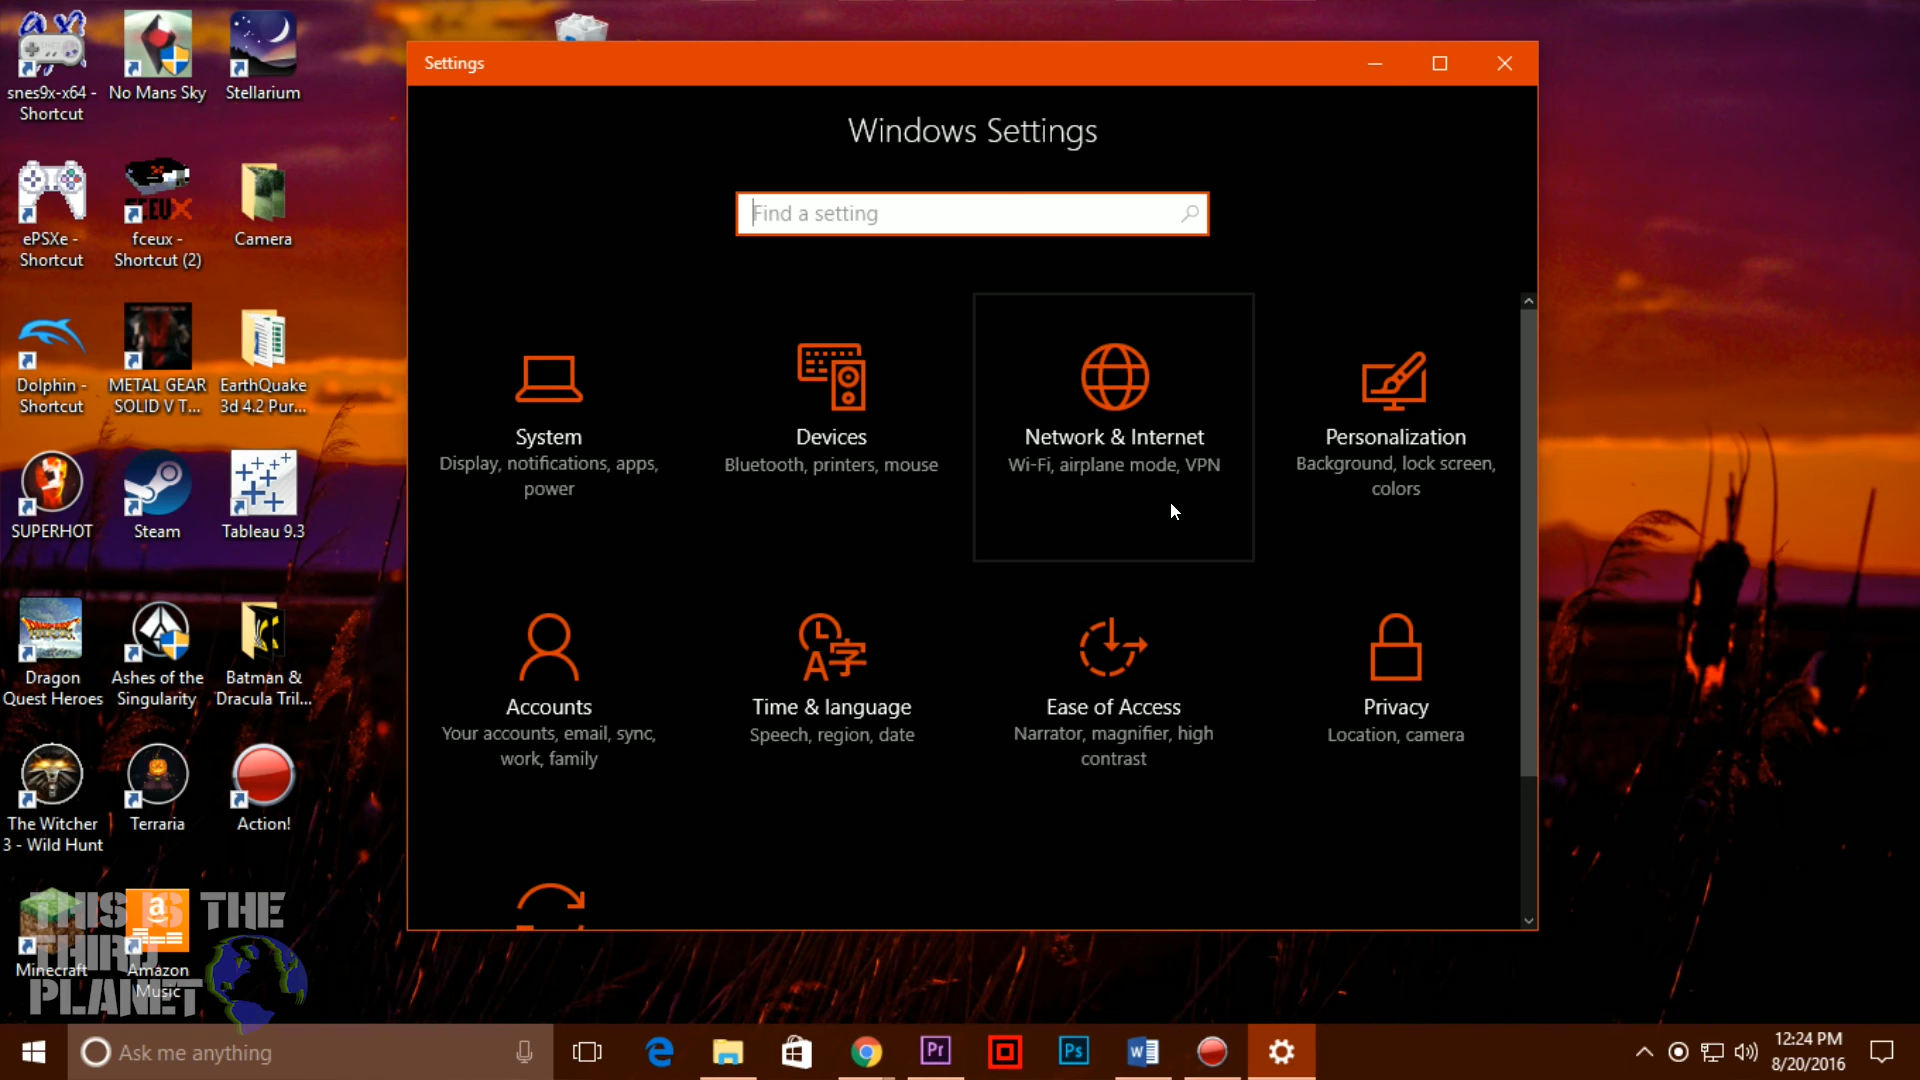 snes9x-x64 -
Shortcut
No Mans Sky
Stellarium
ePSXe -
Shortcut
fceux -
Shortcut (2)
Camera
Dolphin -
Shortcut
METAL GEAR
SOLID V T...
EarthQuake
3d 4.2 Pur...
SUPERHOT
Steam
Tableau 9.3
Dragon
Quest Heroes
Ashes of the
Singularity
Batman &
Dracula Tril...
The Witcher
3 - Wild Hunt
Terraria
Action!
Minecraft
Amazon
Music
THIS IS THE
THIRD
PLANET
Settings
Windows Settings
Find a setting
System
Display, notifications, apps,
power
Devices
Bluetooth, printers, mouse
Network & Internet
Wi-Fi, airplane mode, VPN
Personalization
Background, lock screen,
colors
Accounts
Your accounts, email, sync,
work, family
Time & language
Speech, region, date
Ease of Access
Narrator, magnifier, high
contrast
Privacy
Location, camera
Ask me anything
Pr
Ps
W
12:24 PM
8/20/2016